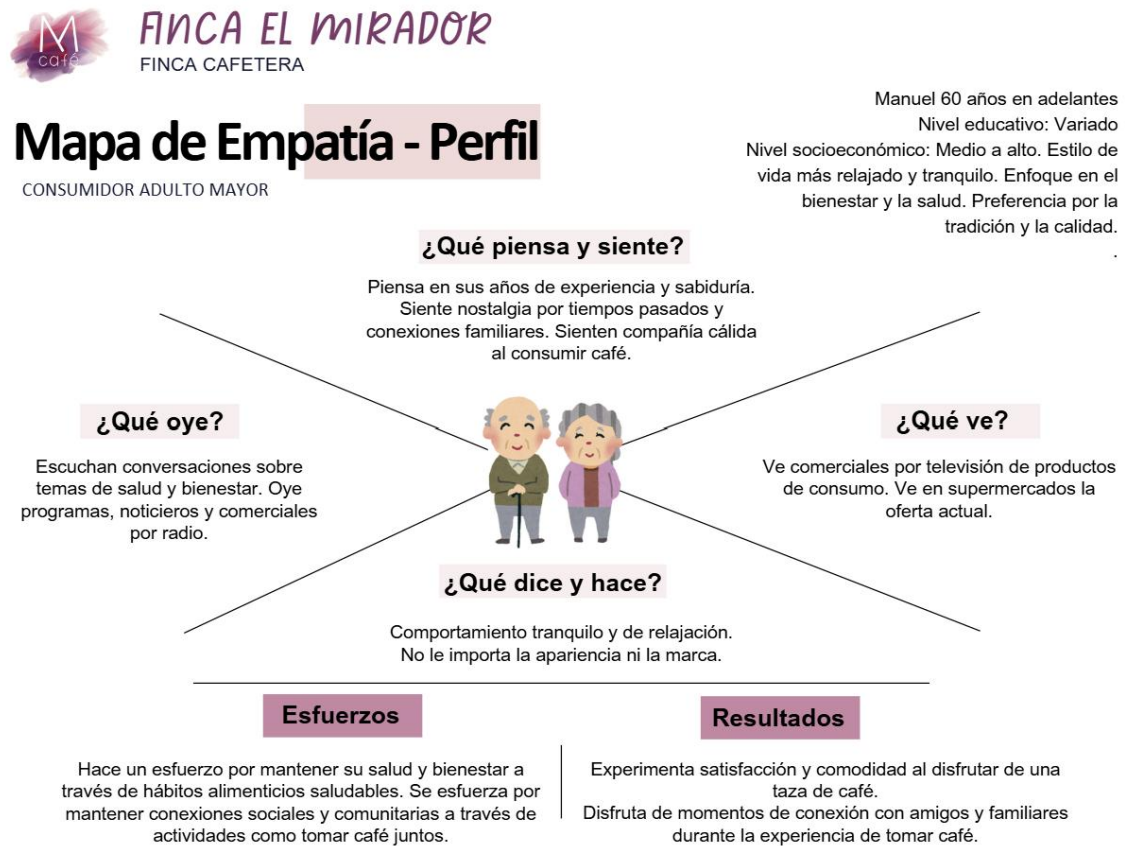 M
café
FINCA EL MIRADOR
FINCA CAFETERA
Mapa de Empatía - Perfil
CONSUMIDOR ADULTO MAYOR
Manuel 60 años en adelantes
Nivel educativo: Variado
Nivel socioeconómico: Medio a alto. Estilo de
vida más relajado y tranquilo. Enfoque en el
bienestar y la salud. Preferencia por la
tradición y la calidad.
.
¿Qué piensa y siente?
Piensa en sus años de experiencia y sabiduría.
Siente nostalgia por tiempos pasados y
conexiones familiares. Sienten compañía cálida
al consumir café.
¿Qué oye?
Escuchan conversaciones sobre
temas de salud y bienestar. Oye
programas, noticieros y comerciales
por radio.
¿Qué ve?
Ve comerciales por televisión de productos
de consumo. Ve en supermercados la
oferta actual.
¿Qué dice y hace?
Comportamiento tranquilo y de relajación.
No le importa la apariencia ni la marca.
Esfuerzos
Hace un esfuerzo por mantener su salud y bienestar a
través de hábitos alimenticios saludables. Se esfuerza por
mantener conexiones sociales y comunitarias a través de
actividades como tomar café juntos.
Resultados
Experimenta satisfacción y comodidad al disfrutar de una
taza de café.
Disfruta de momentos de conexión con amigos y familiares
durante la experiencia de tomar café.